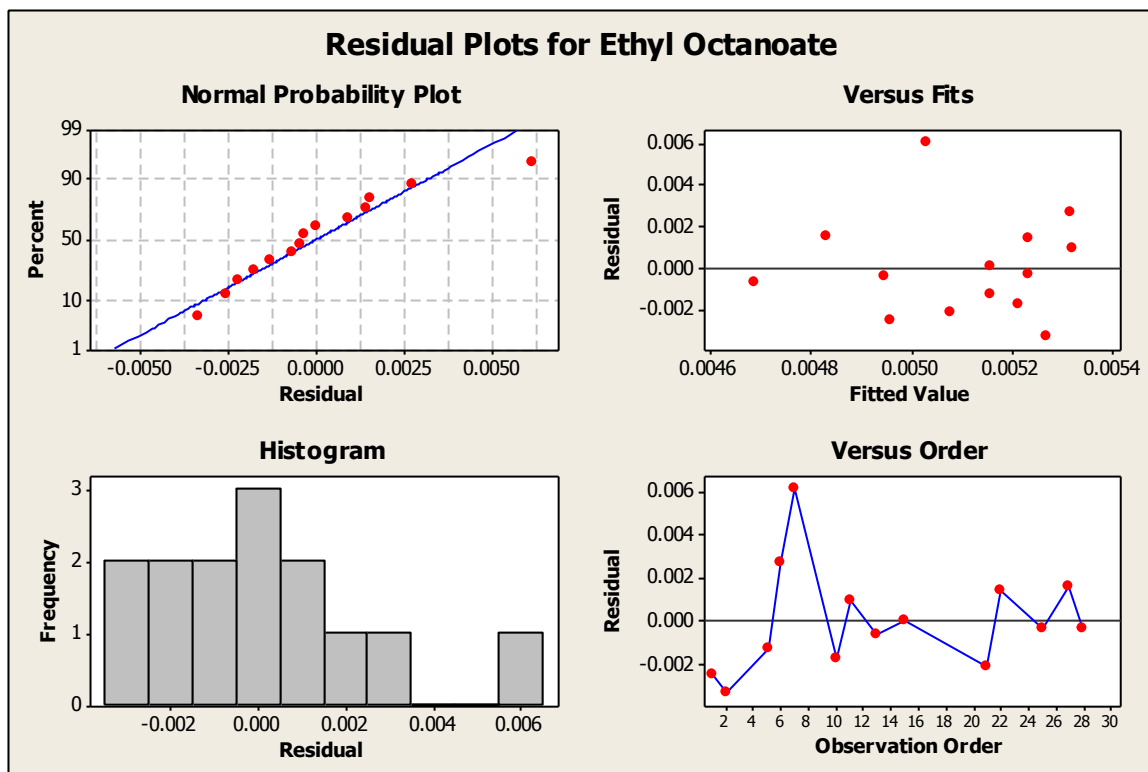 Residual Plots for Ethyl Octanoate
Normal Probability Plot
Percent
99
90
50
10
1
-0.0050 -0.0025 0.0000 0.0025 0.0050
Residual
Versus Fits
Residual
0.006
0.004
0.002
0.000
-0.002
0.0046 0.0048 0.0050 0.0052 0.0054
Fitted Value
Histogram
Frequency
3
2
1
0
-0.002 0.000 0.002 0.004 0.006
Residual
Versus Order
Residual
0.006
0.004
0.002
0.000
-0.002
2 4 6 8 10 12 14 16 18 20 22 24 26 28 30
Observation Order